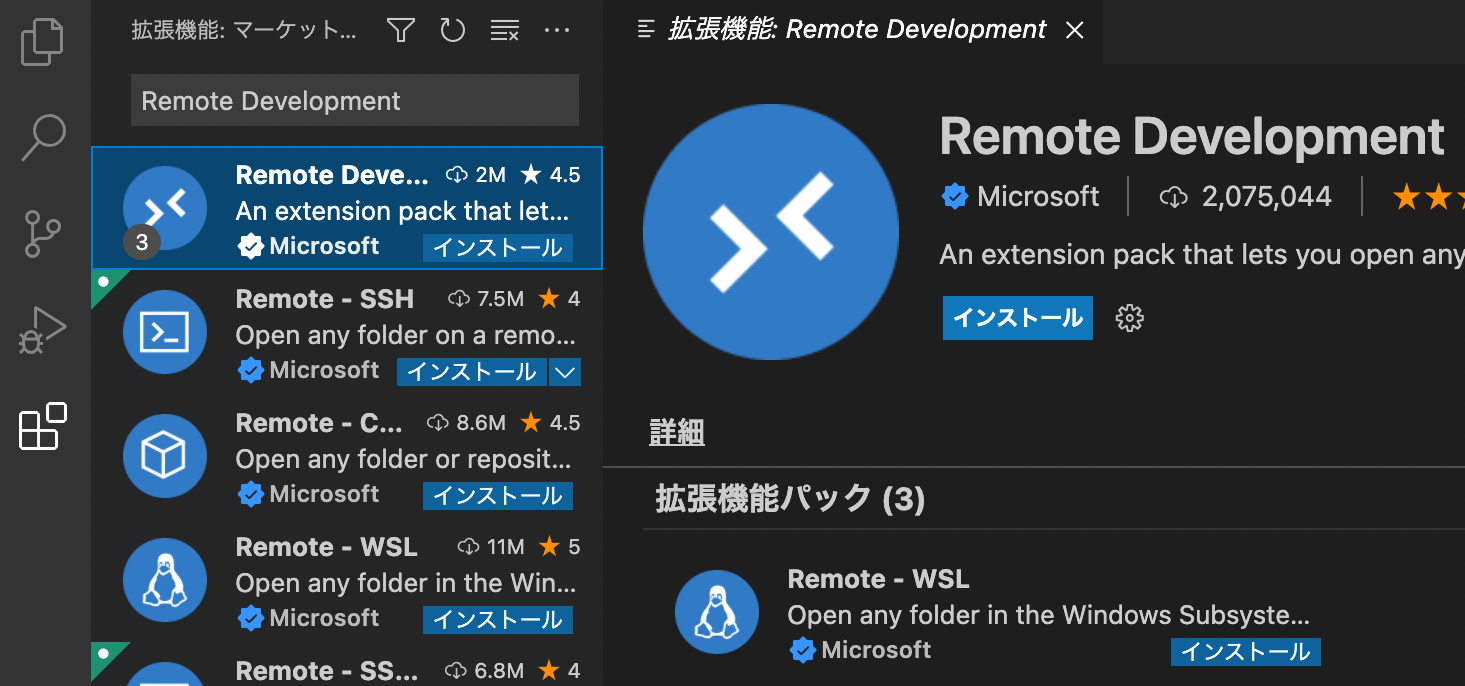 拡張機能: マーケット...
Remote Development
Remote Deve... 2M 4.5
An extension pack that let...
3
Microsoft インストール
Remote - SSH 7.5M 4
Open any folder on a remo...
Microsoft インストール
Remote - C... 8.6M 4.5
Open any folder or reposit...
Microsoft インストール
Remote - WSL 11M 5
Open any folder in the Win...
Microsoft インストール
Remote - SS... 6.8M 4
拡張機能: Remote Development
Remote Development
Microsoft 2,075,044
An extension pack that lets you open any
インストール
詳細
拡張機能パック (3)
Remote - WSL
Open any folder in the Windows Subsyste...
Microsoft インストール